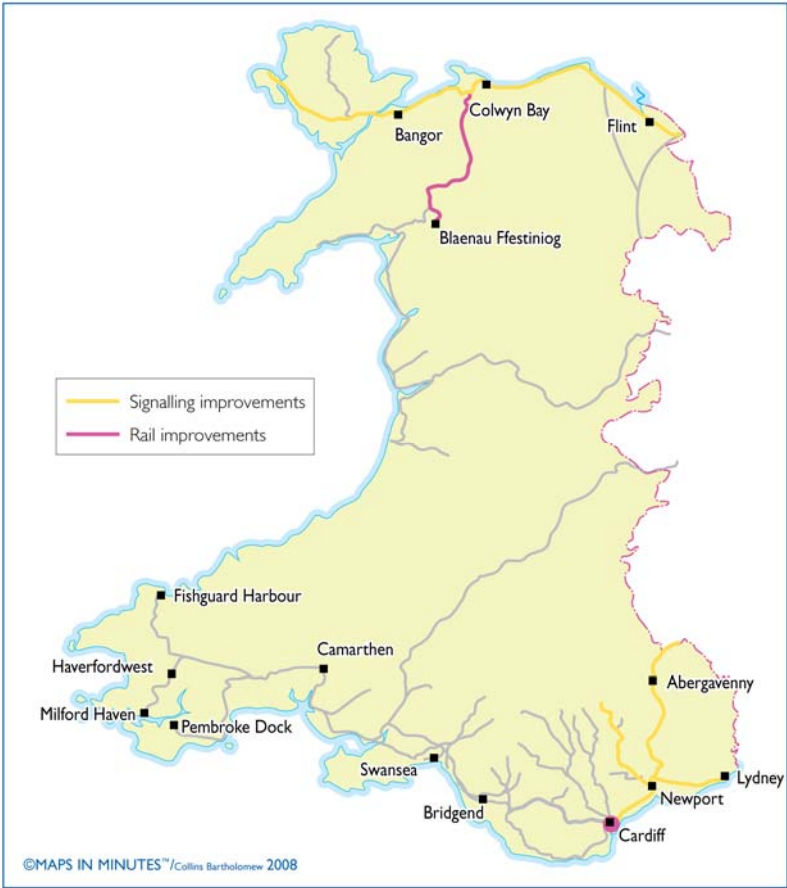 Colwyn Bay
Bangor
Flint
Blaenau Ffestiniog
Signalling improvements
Rail improvements
Fishguard Harbour
Camarthen
Haverfordwest
Abergavenny
Milford Haven
Pembroke Dock
Swansea
Lydney
Newport
Bridgend
Cardiff
©MAPS IN MINUTES™/Collins Bartholomew 2008